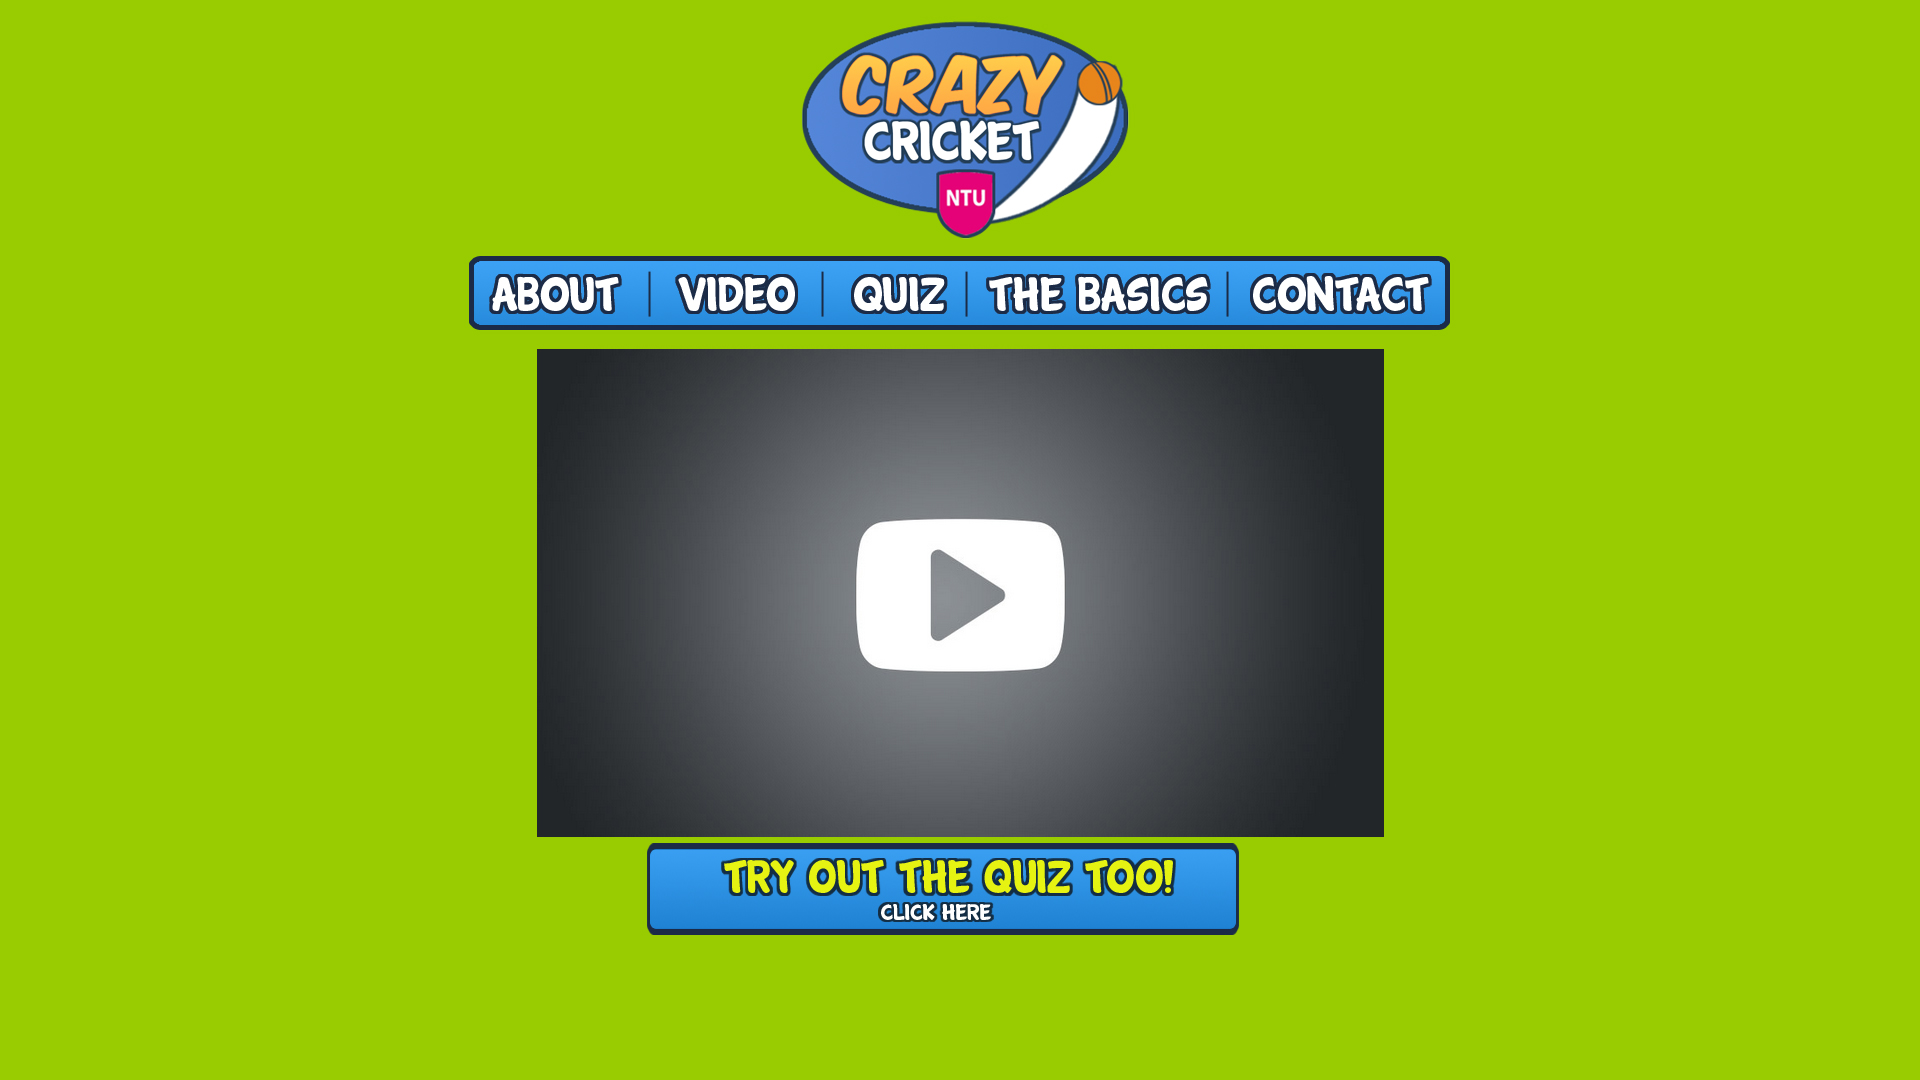 CRAZY
CRICKET
NTU
ABOUT VIDEO QUIZ THE BASICS CONTACT
TRY OUT THE QUIZ TOO!
CLICK HERE